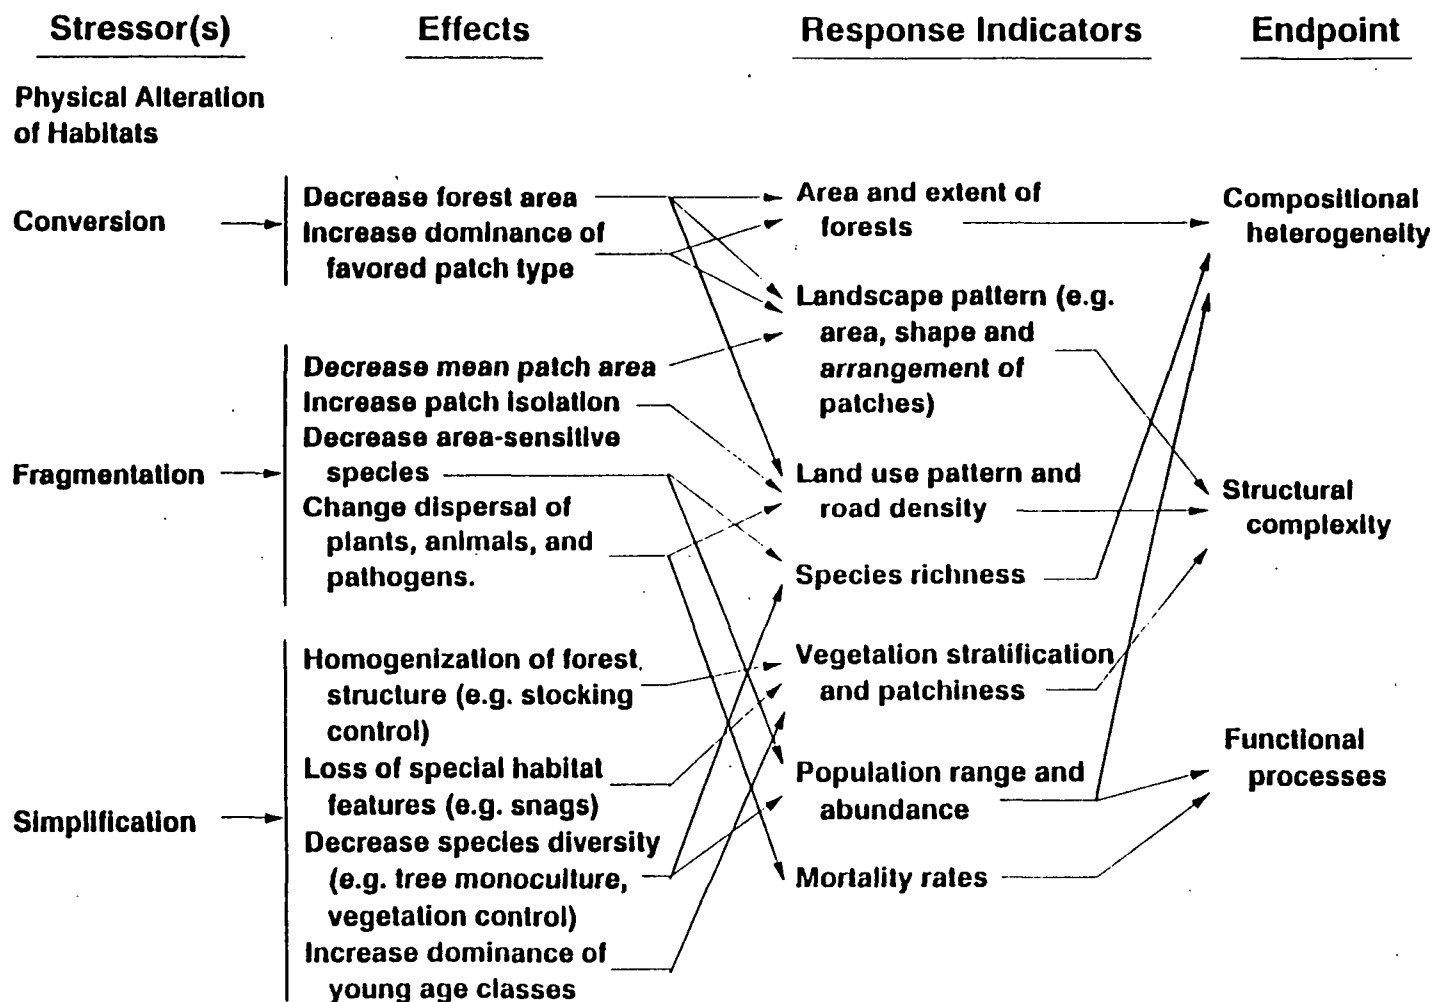 Stressor(s)
Effects
Response Indicators
Endpoint
Physical Alteration
of Habitats
Conversion
Decrease forest area
Increase dominance of
favored patch type
Area and extent of
forests
Compositional
heterogeneity
Landscape pattern (e.g.
area, shape and
arrangement of
patches)
Fragmentation
Decrease mean patch area
Increase patch isolation
Decrease area-sensitive
species
Change dispersal of
plants, animals, and
pathogens.
Land use pattern and
road density
Structural
complexity
Species richness
Simplification
Homogenization of forest
structure (e.g. stocking
control)
Loss of special habitat
features (e.g. snags)
Decrease species diversity
(e.g. tree monoculture,
vegetation control)
Increase dominance of
young age classes
Vegetation stratification
and patchiness
Population range and
abundance
Mortality rates
Functional
processes